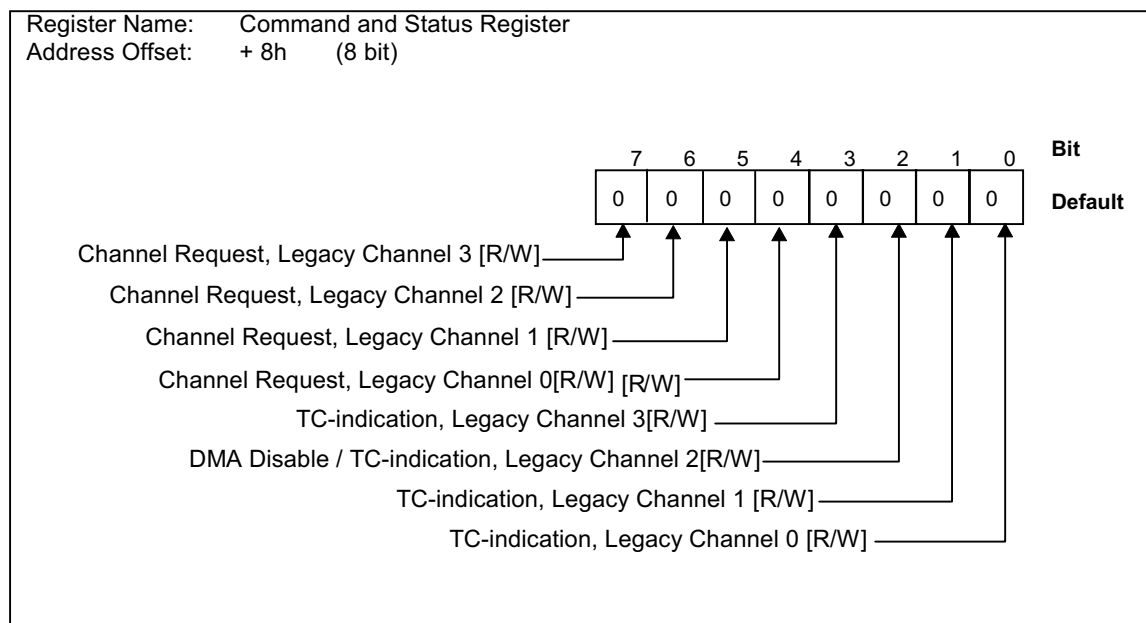 Register Name: Command and Status Register
Address Offset: + 8h (8 bit)
7 6 5 4 3 2 1 0 Bit
0 0 0 0 0 0 0 0 Default
Channel Request, Legacy Channel 3 [R/W]
Channel Request, Legacy Channel 2 [R/W]
Channel Request, Legacy Channel 1 [R/W]
Channel Request, Legacy Channel 0[R/W] [R/W]
TC-indication, Legacy Channel 3[R/W]
DMA Disable / TC-indication, Legacy Channel 2[R/W]
TC-indication, Legacy Channel 1 [R/W]
TC-indication, Legacy Channel 0 [R/W]